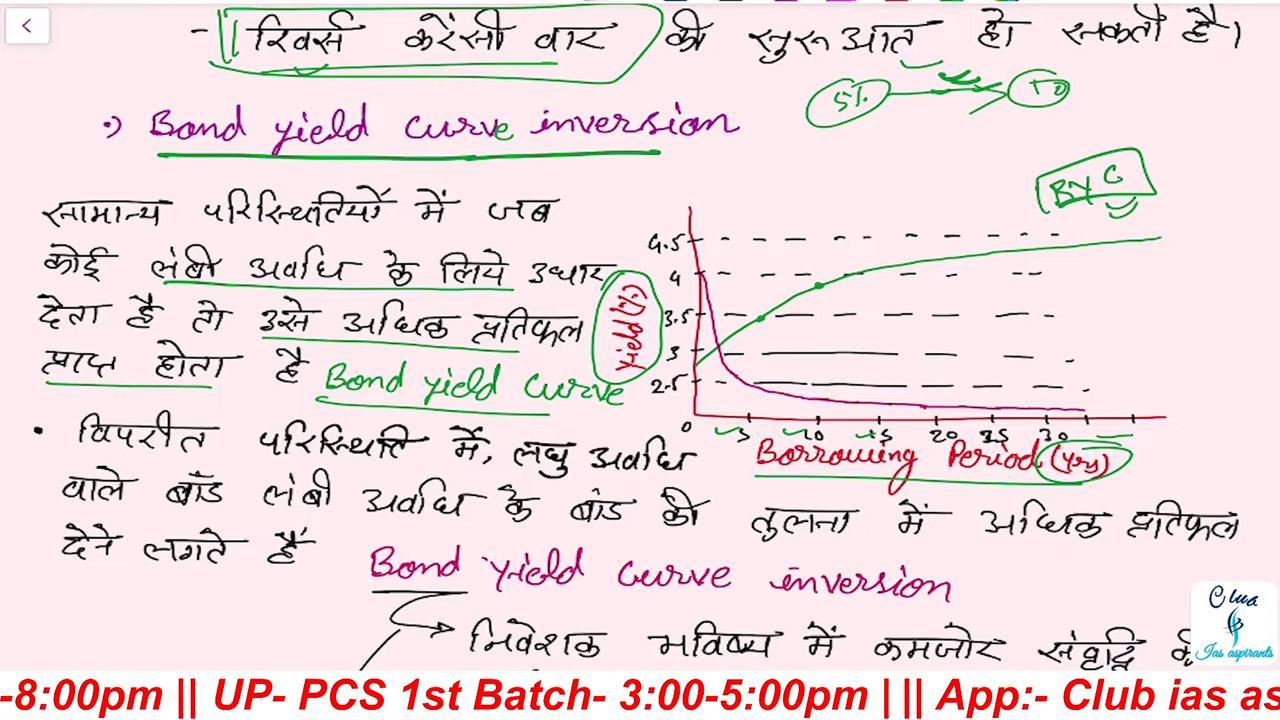 - रिवर्स करेंसी वार की सुरूआत हो सकती है।
5%
•) Bond yield curve inversion
BYC
सामान्य परिस्थितियों में जब
कोई लंबी अवधि के लिये उधार
देता है तो उसे अधिक प्रतिफल
प्राप्त होता है Bond yield curve
yield (%)
4.5
4
3.5
3
2.5
0 5 10 15 20 25 30
Borrowing Period (yrs)
• विपरीत परिस्थिति में, लघु अवधि
वाले बॉंड लंबी अवधि के बांड की तुलना में अधिक प्रतिफल
देने लगते हैं
Bond yield curve inversion
निवेशक भविष्य में कमजोर संवृद्धि
Club
Ias aspirants
-8:00pm || UP- PCS 1st Batch- 3:00-5:00pm | || App:- Club ias as